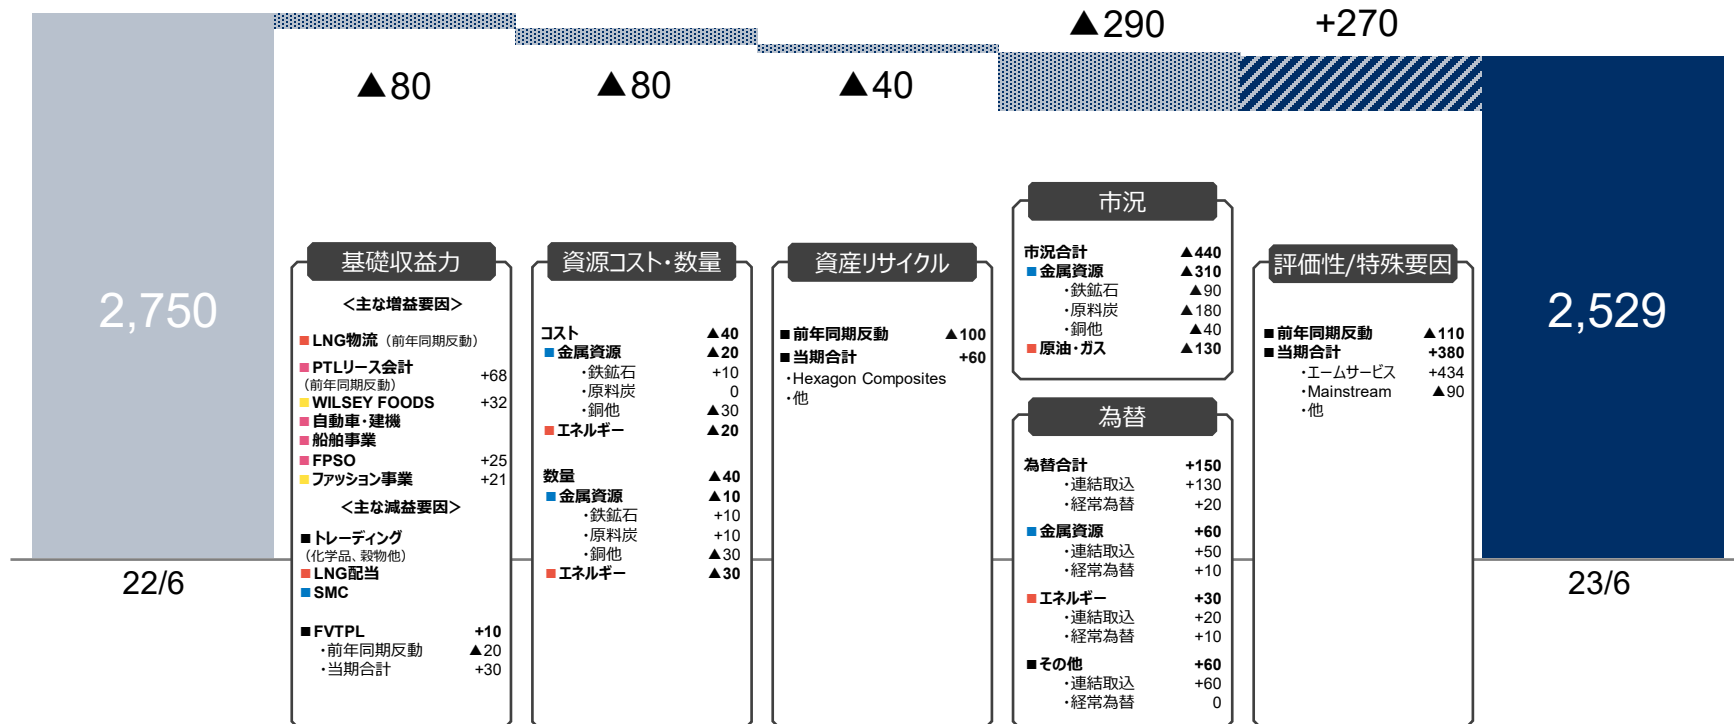 ▲80
▲80
▲40
▲290
+270
2,750
22/6
基礎収益力
<主な増益要因>
■LNG物流（前年同期反動）
■PTLリース会計 +68
（前年同期反動）
■WILSEY FOODS +32
■自動車・建機
■船舶事業
■FPSO +25
■ファッション事業 +21
<主な減益要因>
■トレーディング
（化学品、穀物他）
■LNG配当
■SMC
■FVTPL +10
・前年同期反動 ▲20
・当期合計 +30
資源コスト・数量
コスト ▲40
■金属資源 ▲20
・鉄鉱石 +10
・原料炭 0
・銅他 ▲30
■エネルギー ▲20
数量 ▲40
■金属資源 ▲10
・鉄鉱石 +10
・原料炭 +10
・銅他 ▲30
■エネルギー ▲30
資産リサイクル
■前年同期反動 ▲100
■当期合計 +60
・Hexagon Composites
・他
市況
市況合計 ▲440
■金属資源 ▲310
・鉄鉱石 ▲90
・原料炭 ▲180
・銅他 ▲40
■原油・ガス ▲130
為替
為替合計 +150
・連結取込 +130
・経常為替 +20
■金属資源 +60
・連結取込 +50
・経常為替 +10
■エネルギー +30
・連結取込 +20
・経常為替 +10
■その他 +60
・連結取込 +60
・経常為替 0
評価性/特殊要因
■前年同期反動 ▲110
■当期合計 +380
・エームサービス +434
・Mainstream ▲90
・他
2,529
23/6